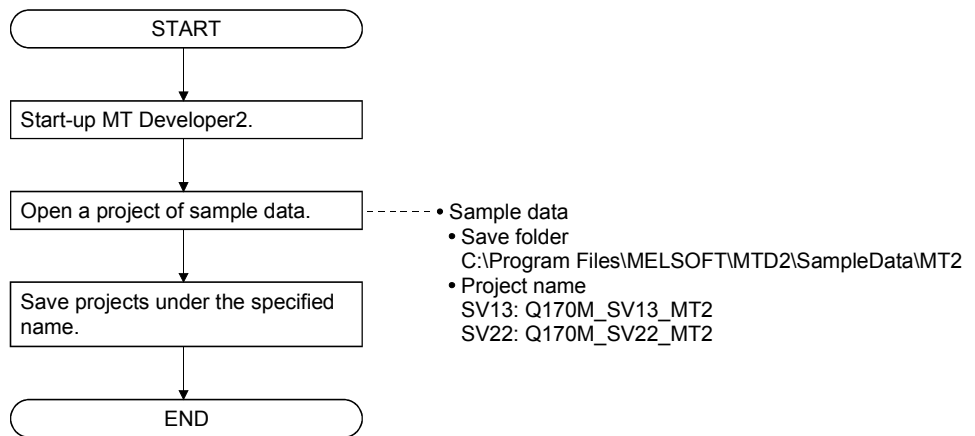 START
Start-up MT Developer2.
Open a project of sample data.
• Sample data
• Save folder
C:\Program Files\MELSOFT\MTD2\SampleData\MT2
• Project name
SV13: Q170M_SV13_MT2
SV22: Q170M_SV22_MT2
Save projects under the specified
name.
END